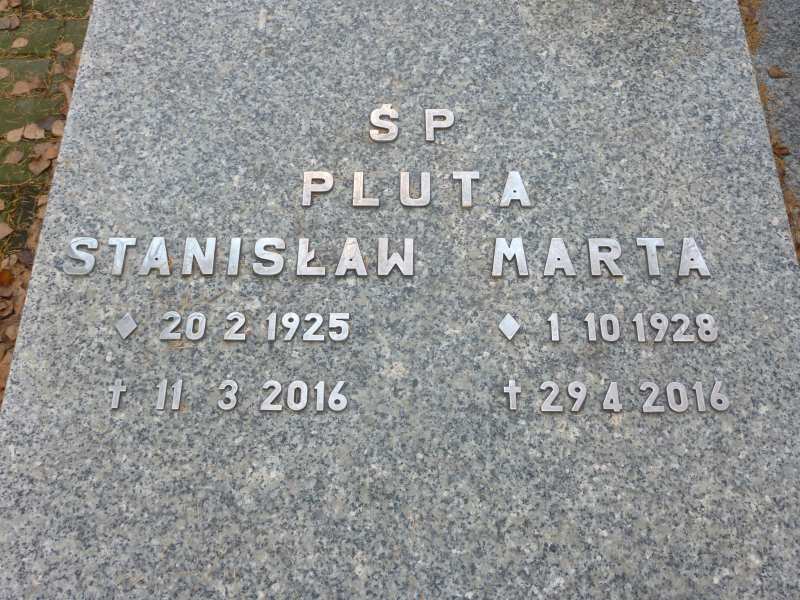 ŚP
PLUTA
STANISŁAW MARTA
20 2 1925 1 10 1928
† 11 3 2016 † 29 4 2016